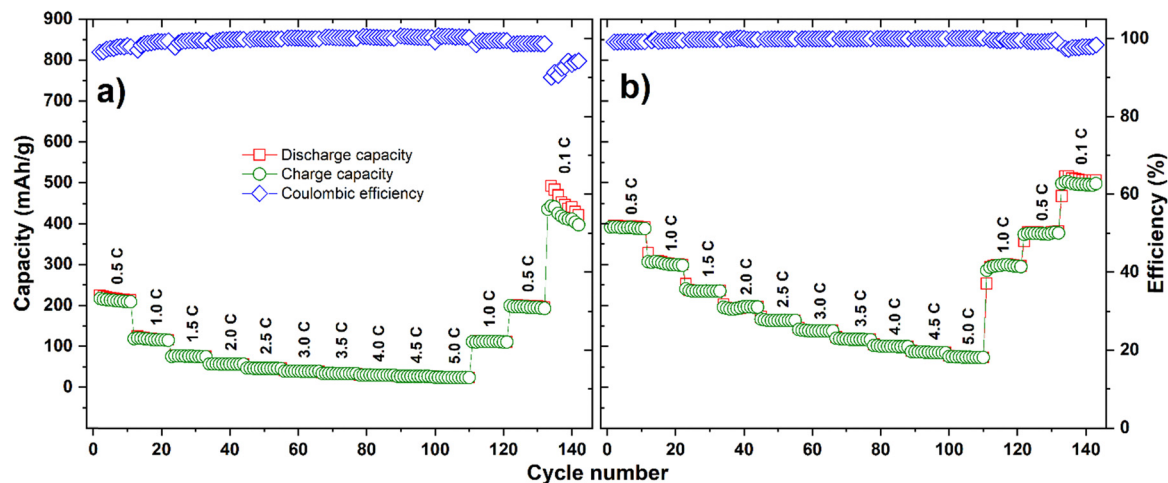 a)
b)
900
800
700
600
500
400
300
200
100
0
Capacity (mAh/g)
Discharge capacity
Charge capacity
Coulombic efficiency
0.5 C
1.0 C
1.5 C
2.0 C
2.5 C
3.0 C
3.5 C
4.0 C
4.5 C
5.0 C
1.0 C
0.5 C
0.1 C
0 20 40 60 80 100 120 140
0.5 C
1.0 C
1.5 C
2.0 C
2.5 C
3.0 C
3.5 C
4.0 C
4.5 C
5.0 C
1.0 C
0.5 C
0.1 C
0 20 40 60 80 100 120 140
100
80
60
40
20
0
Efficiency (%)
Cycle number